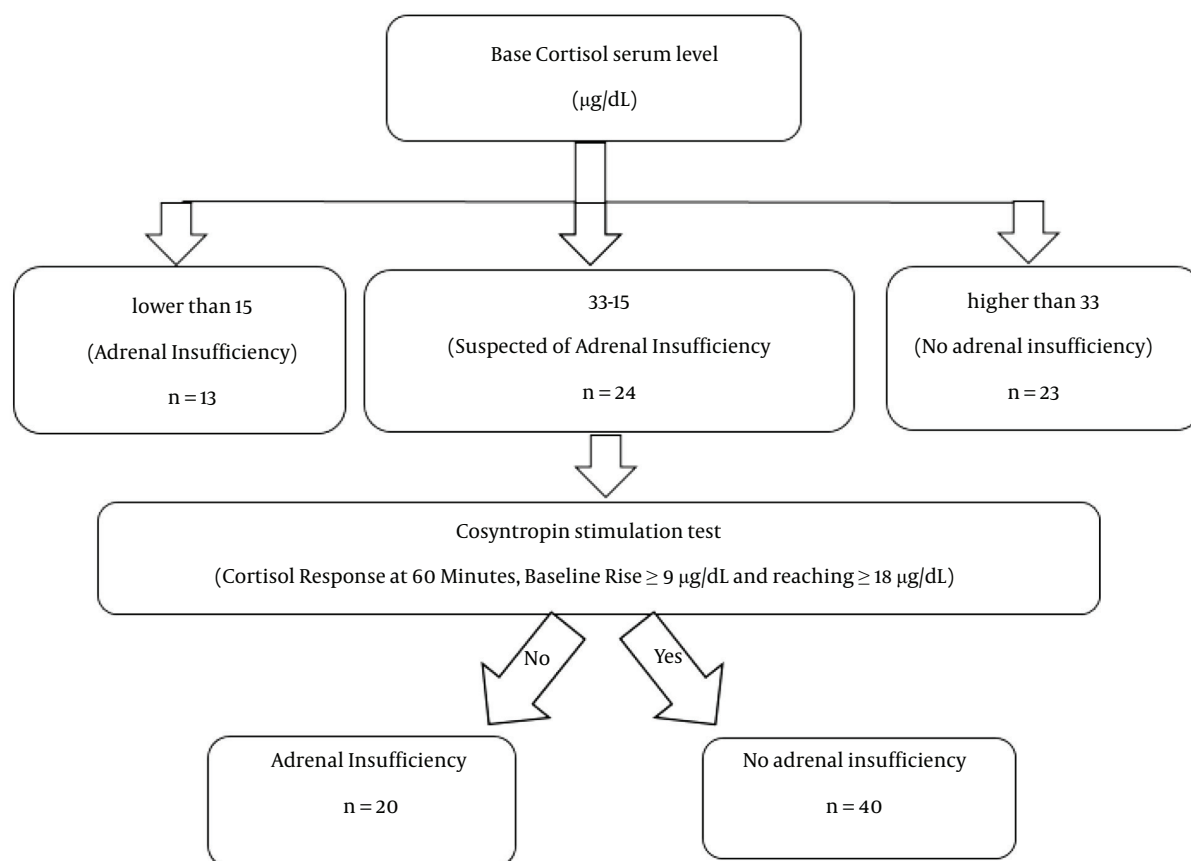 Base Cortisol serum level
(µg/dL)
lower than 15
(Adrenal Insufficiency)
n = 13
33-15
(Suspected of Adrenal Insufficiency
n = 24
higher than 33
(No adrenal insufficiency)
n = 23
Cosyntropin stimulation test
(Cortisol Response at 60 Minutes, Baseline Rise ≥ 9 µg/dL and reaching ≥ 18 µg/dL)
No
Yes
Adrenal Insufficiency
n = 20
No adrenal insufficiency
n = 40